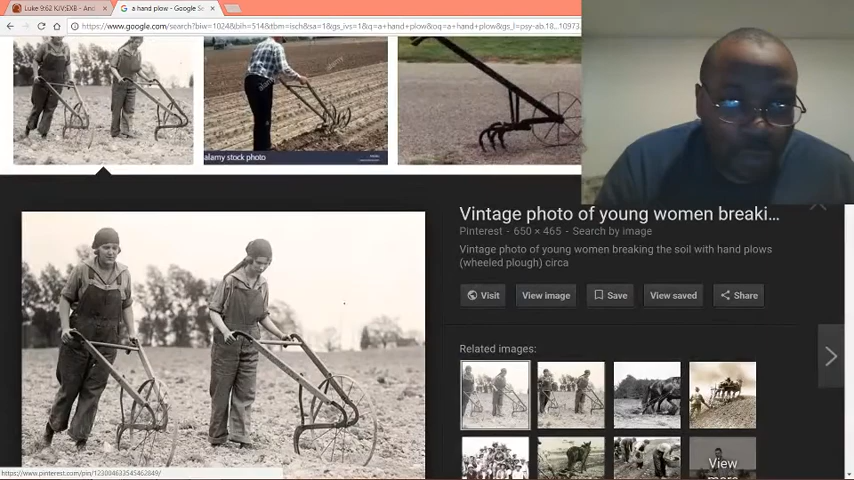 Luke 9:62 KJV;EXB - And
a hand plow - Google Se
https://www.google.com/search?biw=1024&bih=514&tbm=isch&sa=1&gs_ivs=1&q=a+hand+plow&oq=a+hand+plow&gs_l=psy-ab.18...10973.
alamy
alamy stock photo
Vintage photo of young women breaki...
Pinterest - 650 × 465 - Search by image
Vintage photo of young women breaking the soil with hand plows
(wheeled plough) circa
Visit
View image
Save
View saved
Share
Related images:
View
more
https://www.pinterest.com/pin/123004633545462849/